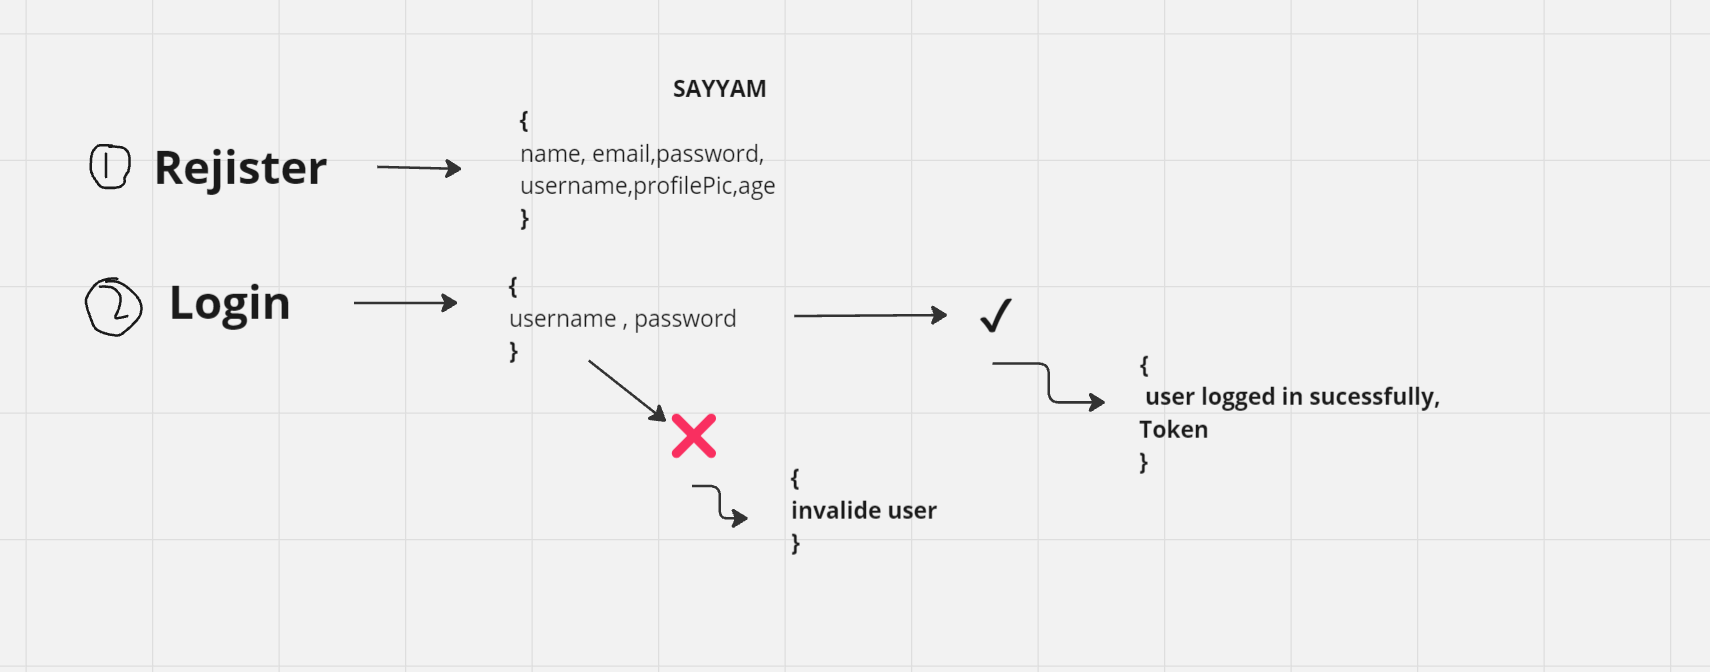 SAYYAM
{
1 Rejister
name, email,password,
username,profilePic,age
}
2 Login
{
username , password
}
{
user logged in sucessfully,
Token
}
{
invalide user
}